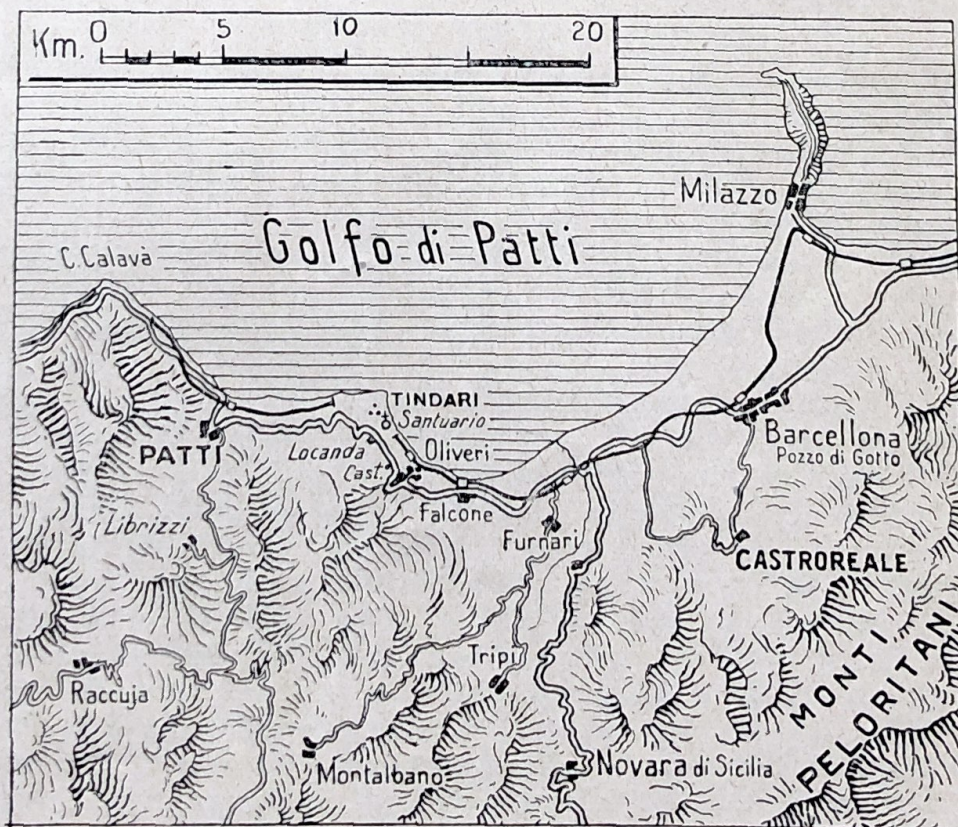 Km. 0 5 10 20
Milazzo
Golfo di Patti
C. Calavà
TINDARI
Santuario
PATTI
Locanda
Oliveri
Cast.
Barcellona
Pozzo di Gotto
Falcone
Librizzi
Furnari
CASTROREALE
Tripi
Raccuja
MONTI
PELORITANI
Montalbano
Novara di Sicilia